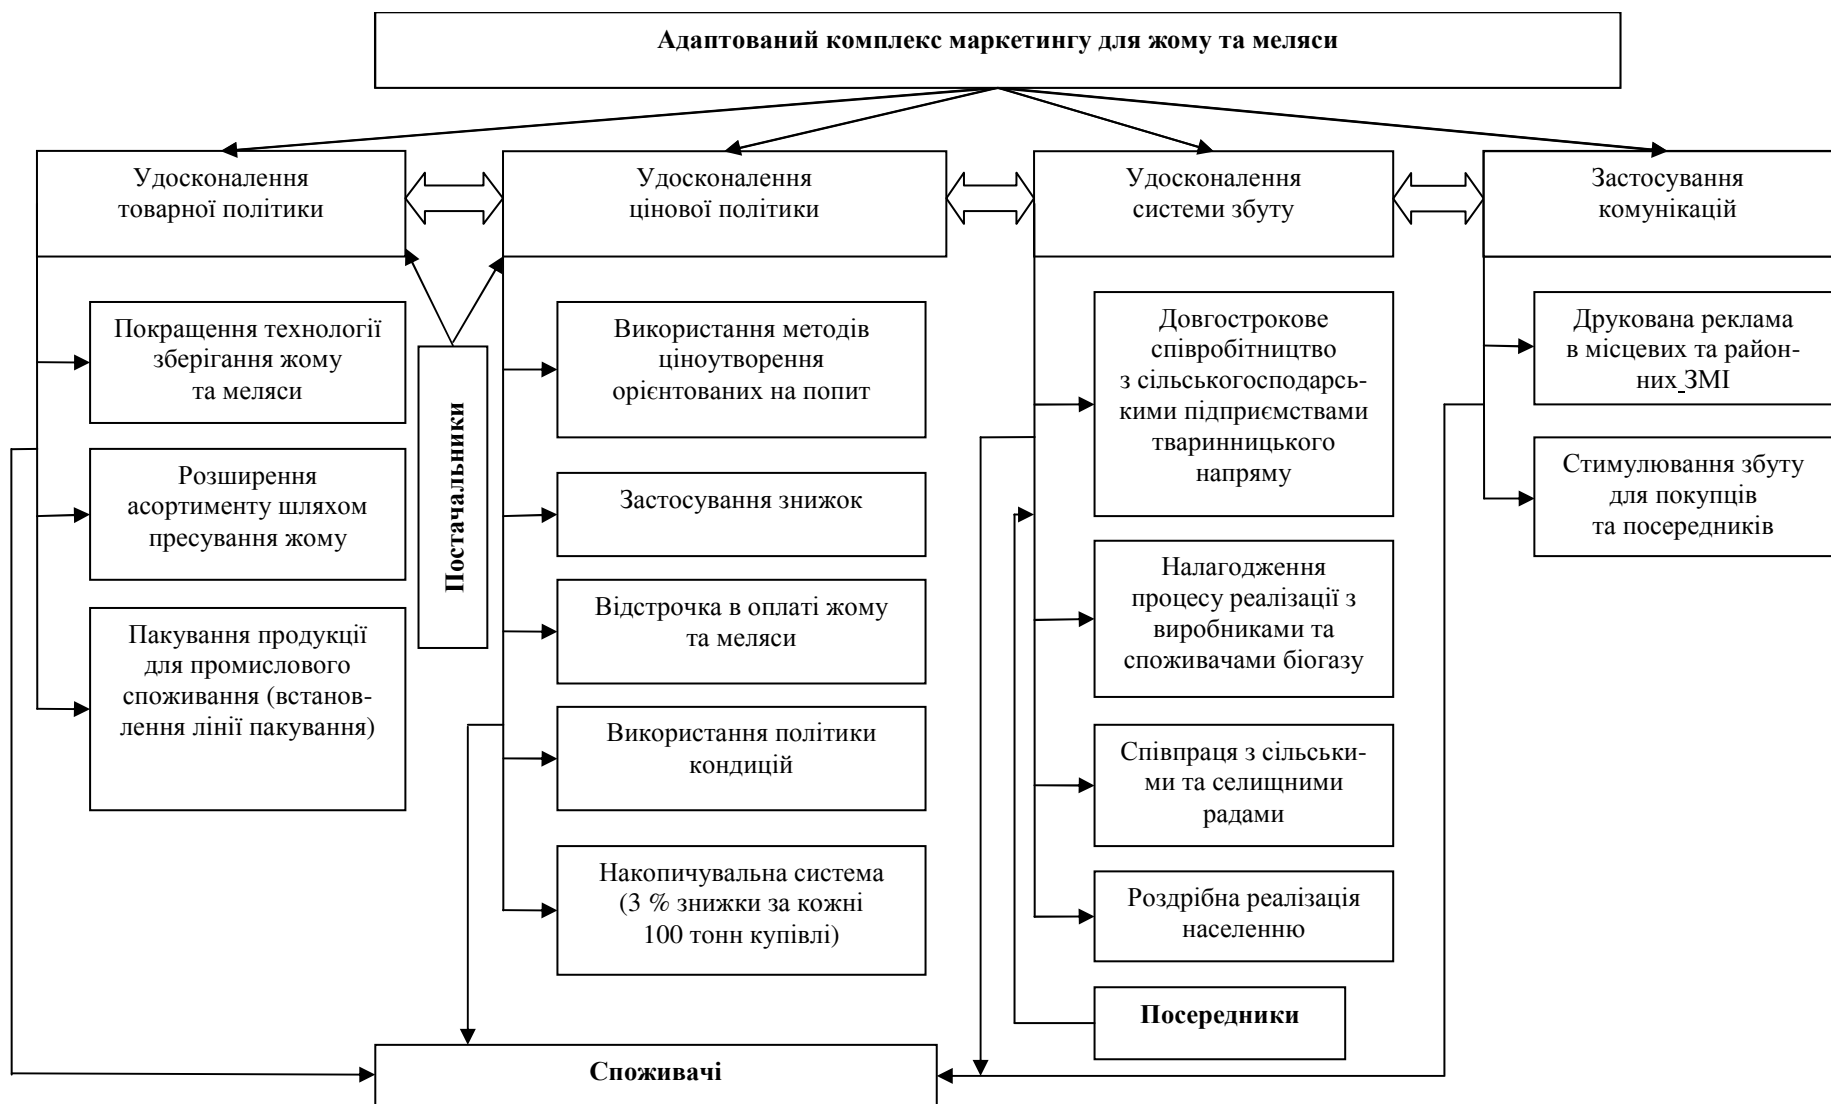 Адаптований комплекс маркетингу для жому та меляси
Удосконалення
товарної політики
Удосконалення
цінової політики
Удосконалення
системи збуту
Застосування
комунікацій
Покращення технології
зберігання жому
та меляси
Розширення
асортименту шляхом
пресування жому
Пакування продукції
для промислового
споживання (встанов-
лення лінії пакування)
Постачальники
Використання методів
ціноутворення
орієнтованих на попит
Застосування знижок
Відстрочка в оплаті жому
та меляси
Використання політики
кондицій
Накопичувальна система
(3 % знижки за кожні
100 тонн купівлі)
Довгострокове
співробітництво
з сільськогосподарсь-
кими підприємствами
тваринницького
напряму
Налагодження
процесу реалізації з
виробниками та
споживачами біогазу
Співпраця з сільськи-
ми та селищними
радами
Роздрібна реалізація
населенню
Посередники
Друкована реклама
в місцевих та район-
них ЗМІ
Стимулювання збуту
для покупців
та посередників
Споживачі